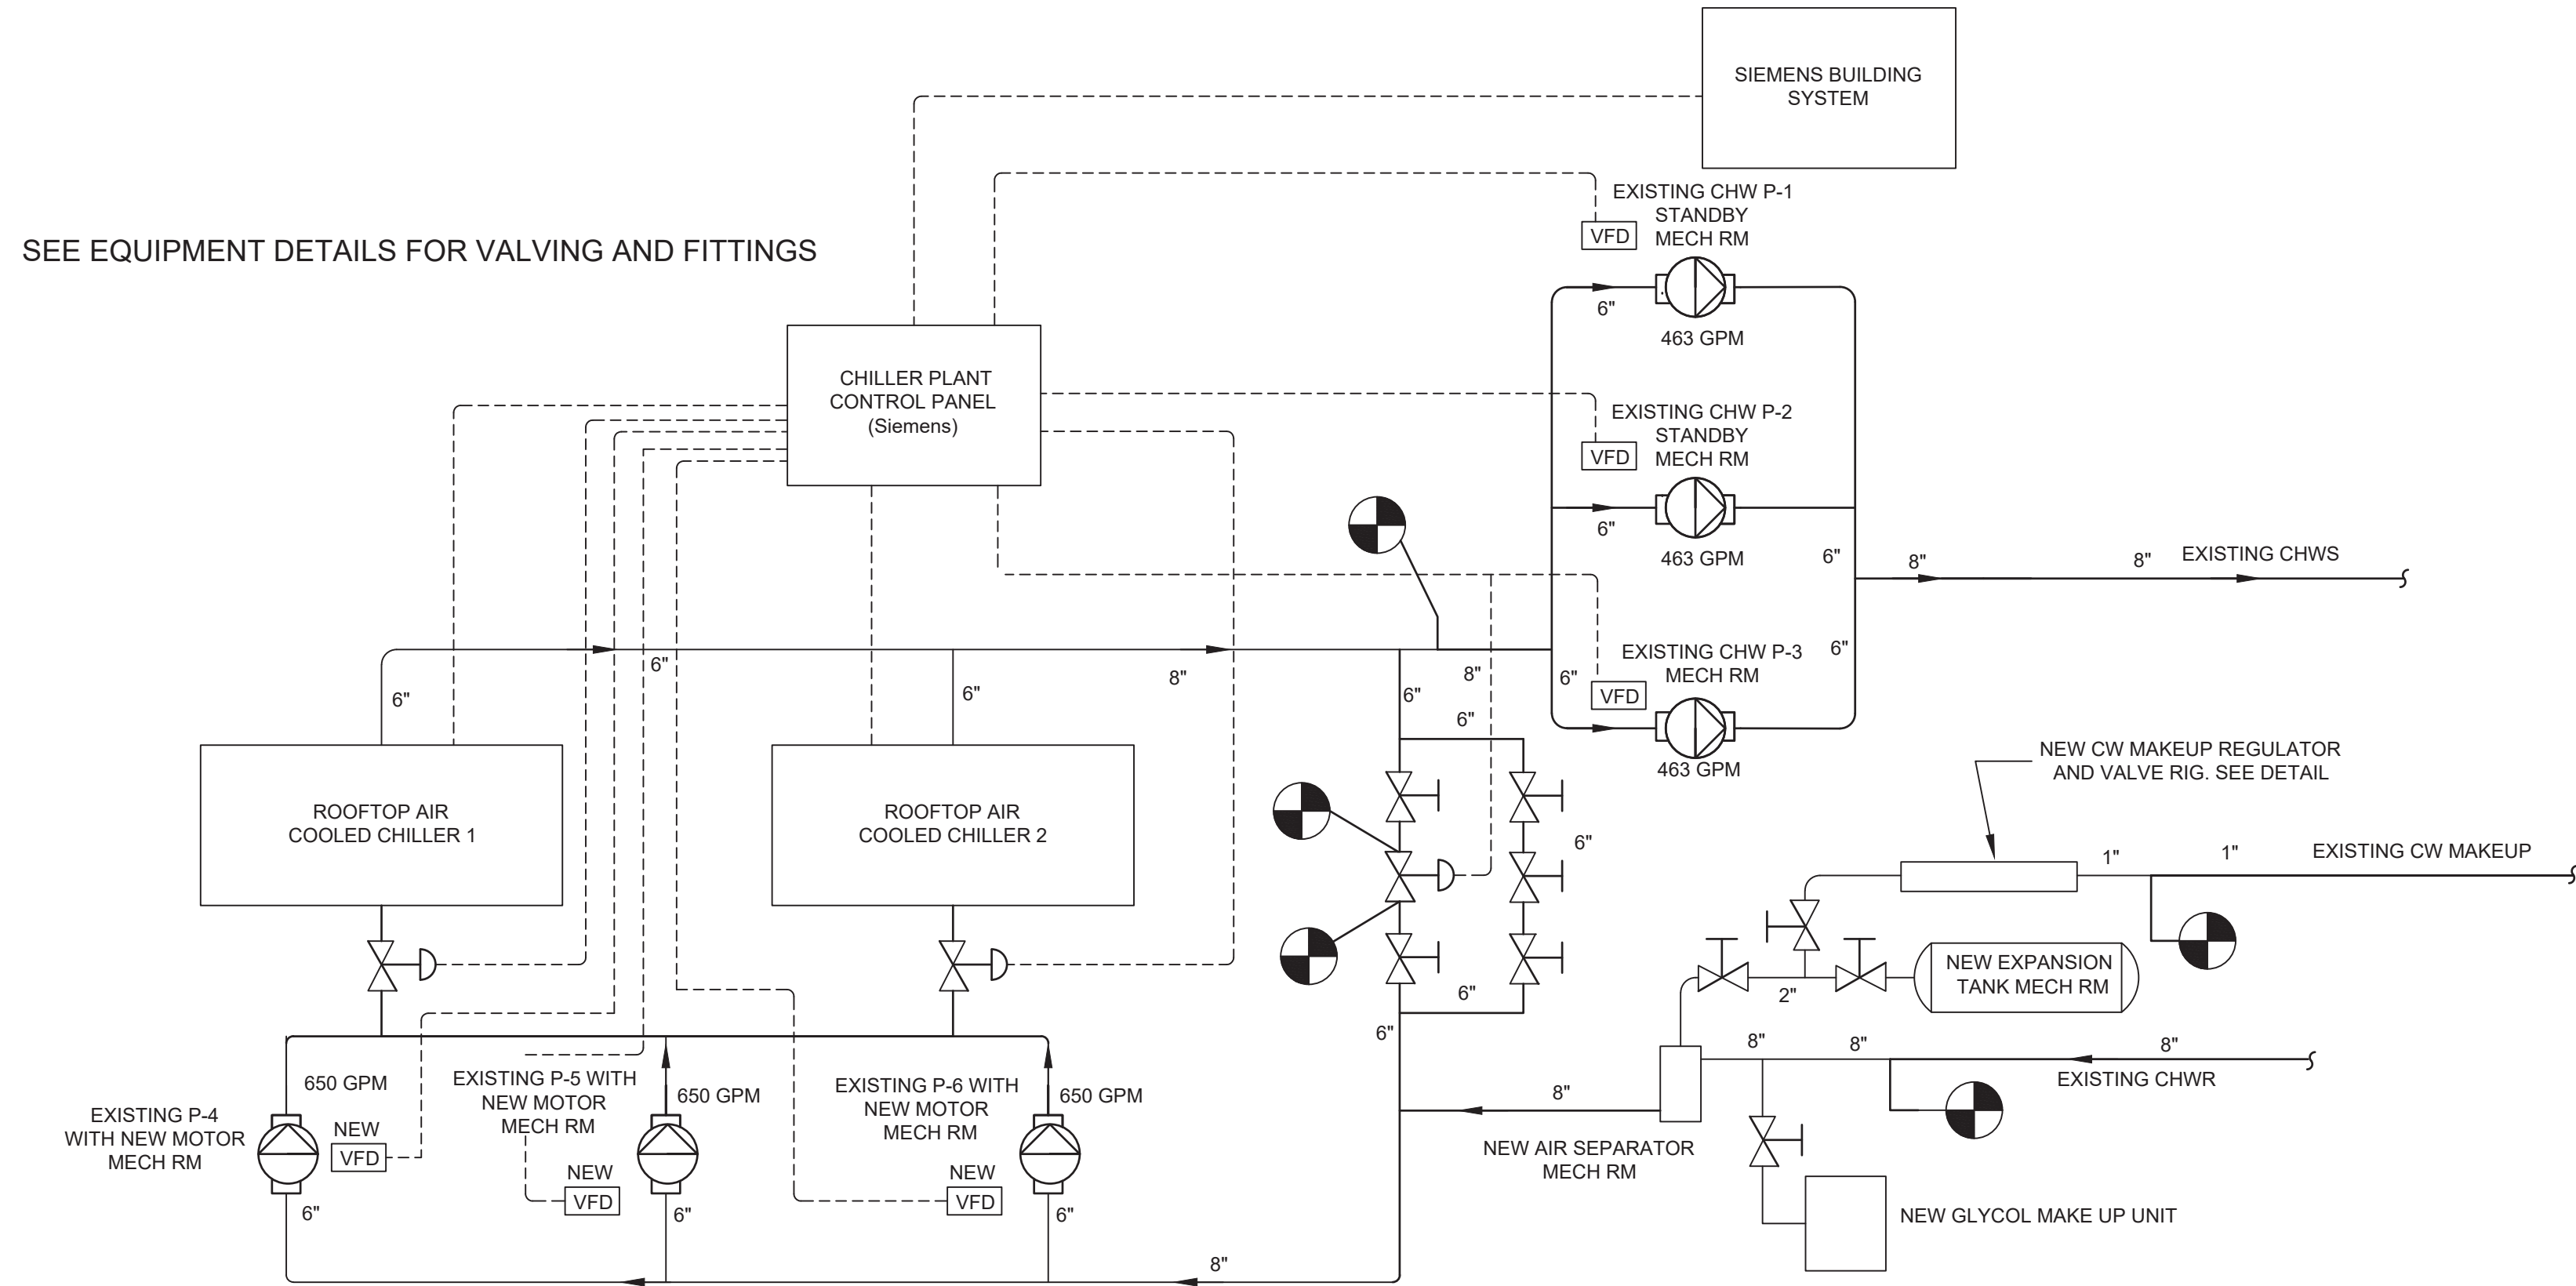 SIEMENS BUILDING
SYSTEM
EXISTING CHW P-1
STANDBY
MECH RM
VFD
SEE EQUIPMENT DETAILS FOR VALVING AND FITTINGS
6"
463 GPM
CHILLER PLANT
CONTROL PANEL
(Siemens)
EXISTING CHW P-2
STANDBY
MECH RM
VFD
6"
463 GPM
6"
8"
8"
EXISTING CHWS
6"
6"
6"
8"
6"
8"
6"
6"
6"
6"
EXISTING CHW P-3
MECH RM
VFD
463 GPM
NEW CW MAKEUP REGULATOR
AND VALVE RIG. SEE DETAIL
ROOFTOP AIR
COOLED CHILLER 1
ROOFTOP AIR
COOLED CHILLER 2
6"
1"
1"
EXISTING CW MAKEUP
NEW EXPANSION
TANK MECH RM
2"
6"
6"
8"
8"
8"
EXISTING CHWR
650 GPM
EXISTING P-4
WITH NEW MOTOR
MECH RM
NEW
VFD
EXISTING P-5 WITH
NEW MOTOR
MECH RM
650 GPM
NEW
VFD
EXISTING P-6 WITH
NEW MOTOR
MECH RM
650 GPM
NEW
VFD
8"
NEW AIR SEPARATOR
MECH RM
6"
6"
6"
NEW GLYCOL MAKE UP UNIT
8"